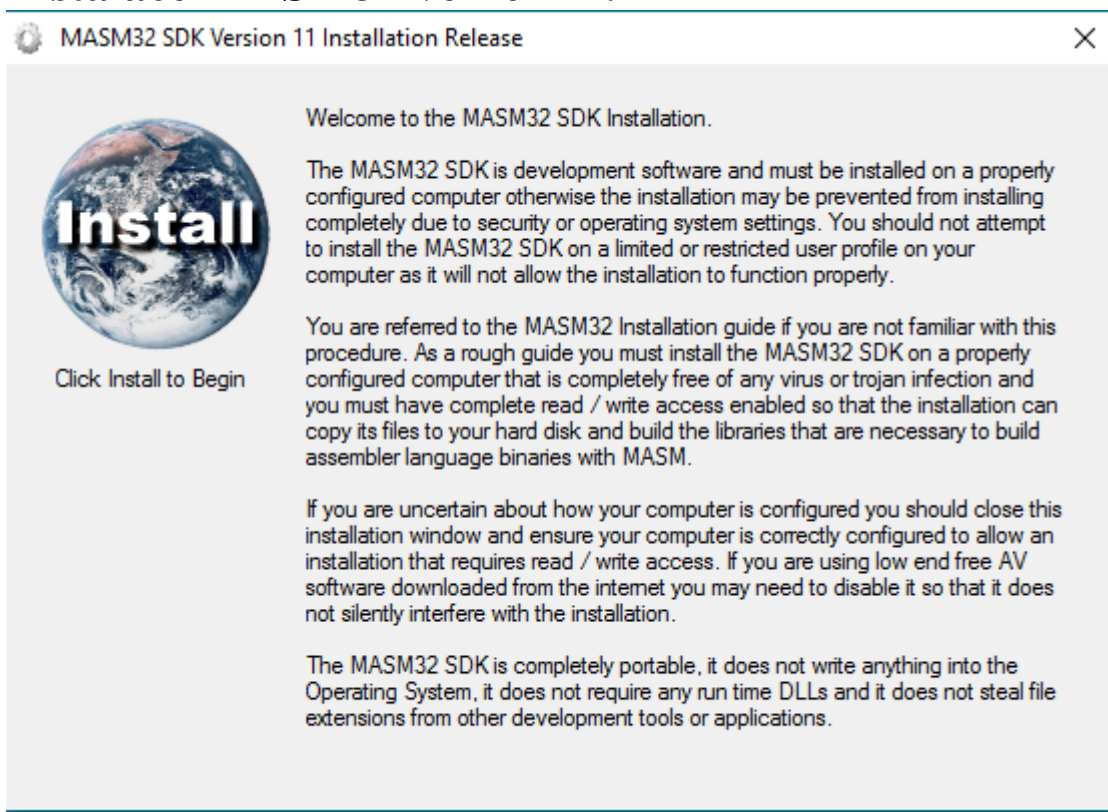 MASM32 SDK Version 11 Installation Release
Install
Click Install to Begin
Welcome to the MASM32 SDK Installation.
The MASM32 SDK is development software and must be installed on a properly
configured computer otherwise the installation may be prevented from installing
completely due to security or operating system settings. You should not attempt
to install the MASM32 SDK on a limited or restricted user profile on your
computer as it will not allow the installation to function properly.
You are referred to the MASM32 Installation guide if you are not familiar with this
procedure. As a rough guide you must install the MASM32 SDK on a properly
configured computer that is completely free of any virus or trojan infection and
you must have complete read / write access enabled so that the installation can
copy its files to your hard disk and build the libraries that are necessary to build
assembler language binaries with MASM.
If you are uncertain about how your computer is configured you should close this
installation window and ensure your computer is correctly configured to allow an
installation that requires read / write access. If you are using low end free AV
software downloaded from the internet you may need to disable it so that it does
not silently interfere with the installation.
The MASM32 SDK is completely portable, it does not write anything into the
Operating System, it does not require any run time DLLs and it does not steal file
extensions from other development tools or applications.